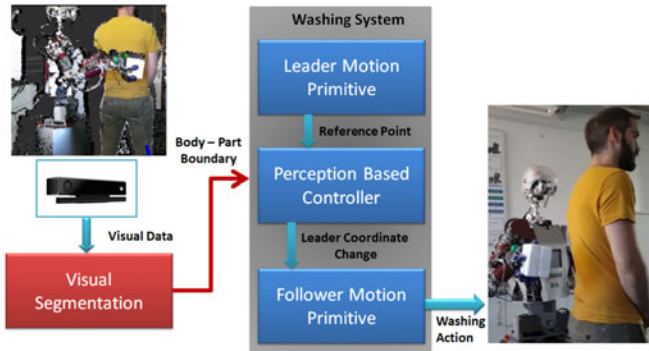 Washing System
Leader Motion
Primitive
Reference Point
Body – Part
Boundary
Perception Based
Controller
Visual Data
Leader Coordinate
Change
Visual
Segmentation
Follower Motion
Primitive
Washing
Action